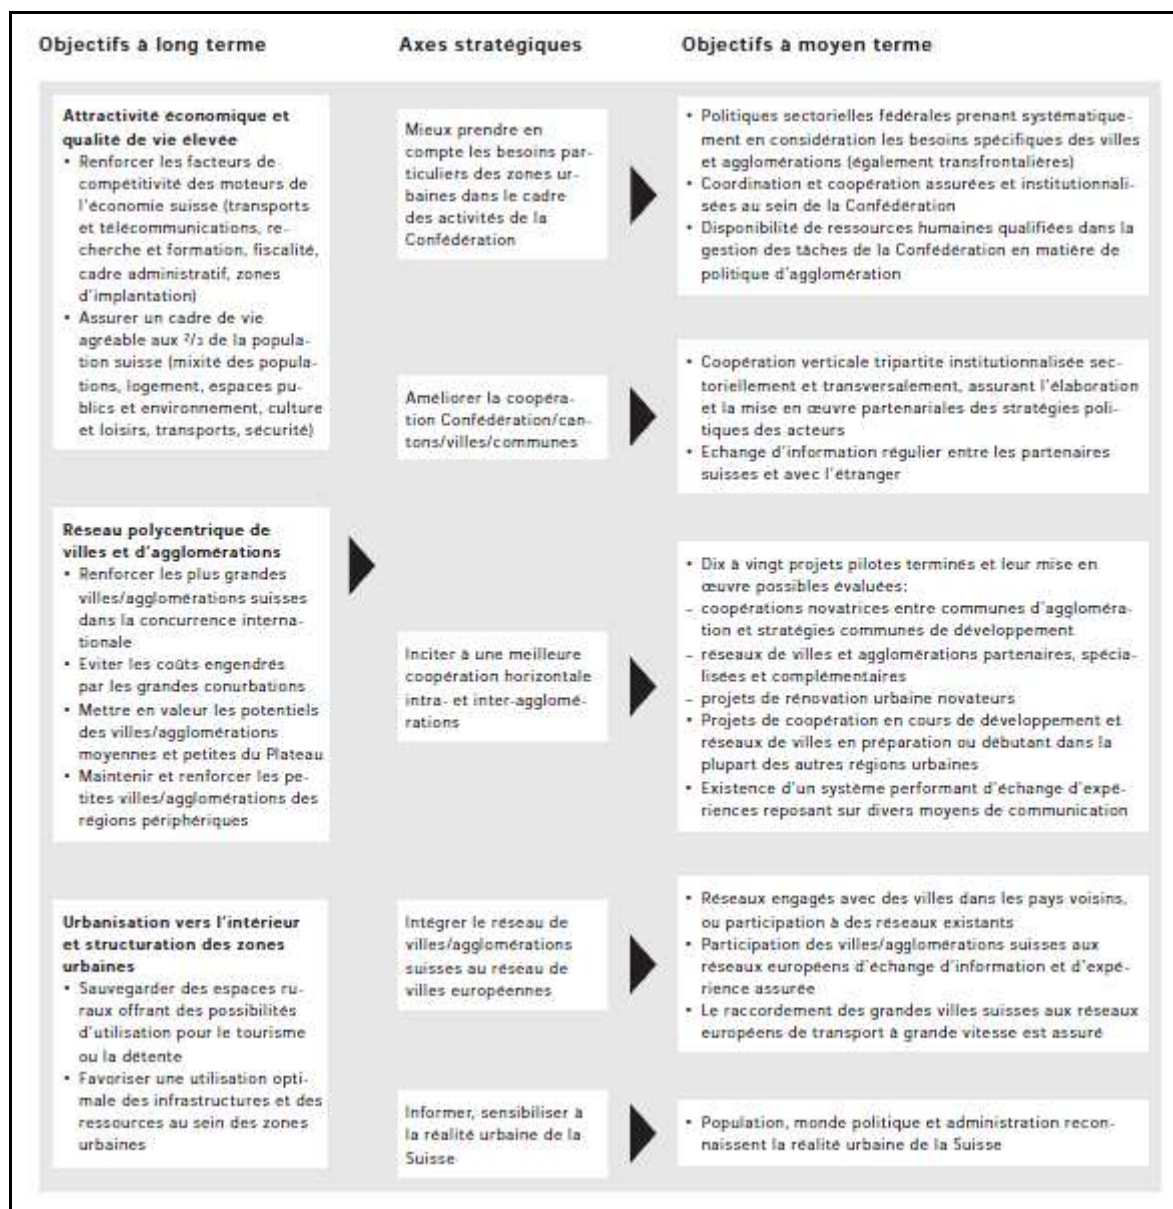 Objectifs à long terme
Axes stratégiques
Objectifs à moyen terme
Attractivité économique et
qualité de vie élevée
• Renforcer les facteurs de
compétitivité des moteurs de
l'économie suisse (transports
et télécommunications, re-
cherche et formation, fiscalité,
cadre administratif, zones
d'implantation)
• Assurer un cadre de vie
agréable aux ²/₃ de la popula-
tion suisse (mixité des popula-
tions, logement, espaces pu-
blics et environnement, culture
et loisirs, transports, sécurité)
Réseau polycentrique de
villes et d'agglomérations
• Renforcer les plus grandes
villes/agglomérations suisses
dans la concurrence interna-
tionale
• Eviter les coûts engendrés
par les grandes conurbations
• Mettre en valeur les potentiels
des villes/agglomérations
moyennes et petites du Plateau
• Maintenir et renforcer les pe-
tites villes/agglomérations des
régions périphériques
Urbanisation vers l'intérieur
et structuration des zones
urbaines
• Sauvegarder des espaces ru-
raux offrant des possibilités
d'utilisation pour le tourisme
ou la détente
• Favoriser une utilisation opti-
male des infrastructures et des
ressources au sein des zones
urbaines
Mieux prendre en
compte les besoins par-
ticuliers des zones ur-
baines dans le cadre
des activités de la
Confédération
Améliorer la coopéra-
tion Confédération/can-
tons/villes/communes
Inciter à une meilleure
coopération horizontale
intra- et inter-agglomé-
rations
Intégrer le réseau de
villes/agglomérations
suisses au réseau de
villes européennes
Informer, sensibiliser à
la réalité urbaine de la
Suisse
• Politiques sectorielles fédérales prenant systématique-
ment en considération les besoins spécifiques des villes
et agglomérations (également transfrontalières)
• Coordination et coopération assurées et institutionnali-
sées au sein de la Confédération
• Disponibilité de ressources humaines qualifiées dans la
gestion des tâches de la Confédération en matière de
politique d'agglomération
• Coopération verticale tripartite institutionnalisée sec-
toriellement et transversalement, assurant l'élaboration
et la mise en œuvre partenariales des stratégies poli-
tiques des acteurs
• Echange d'information régulier entre les partenaires
suisses et avec l'étranger
• Dix à vingt projets pilotes terminés et leur mise en
œuvre possibles évaluées:
– coopérations novatrices entre communes d'aggloméra-
tion et stratégies communes de développement
– réseaux de villes et agglomérations partenaires, spécia-
lisées et complémentaires
– projets de rénovation urbaine novateurs
• Projets de coopération en cours de développement et
réseaux de villes en préparation ou débutant dans la
plupart des autres régions urbaines
• Existence d'un système performant d'échange d'expé-
riences reposant sur divers moyens de communication
• Réseaux engagés avec des villes dans les pays voisins,
ou participation à des réseaux existants
• Participation des villes/agglomérations suisses aux
réseaux européens d'échange d'information et d'expé-
rience assurée
• Le raccordement des grandes villes suisses aux réseaux
européens de transport à grande vitesse est assuré
• Population, monde politique et administration recon-
naissent la réalité urbaine de la Suisse